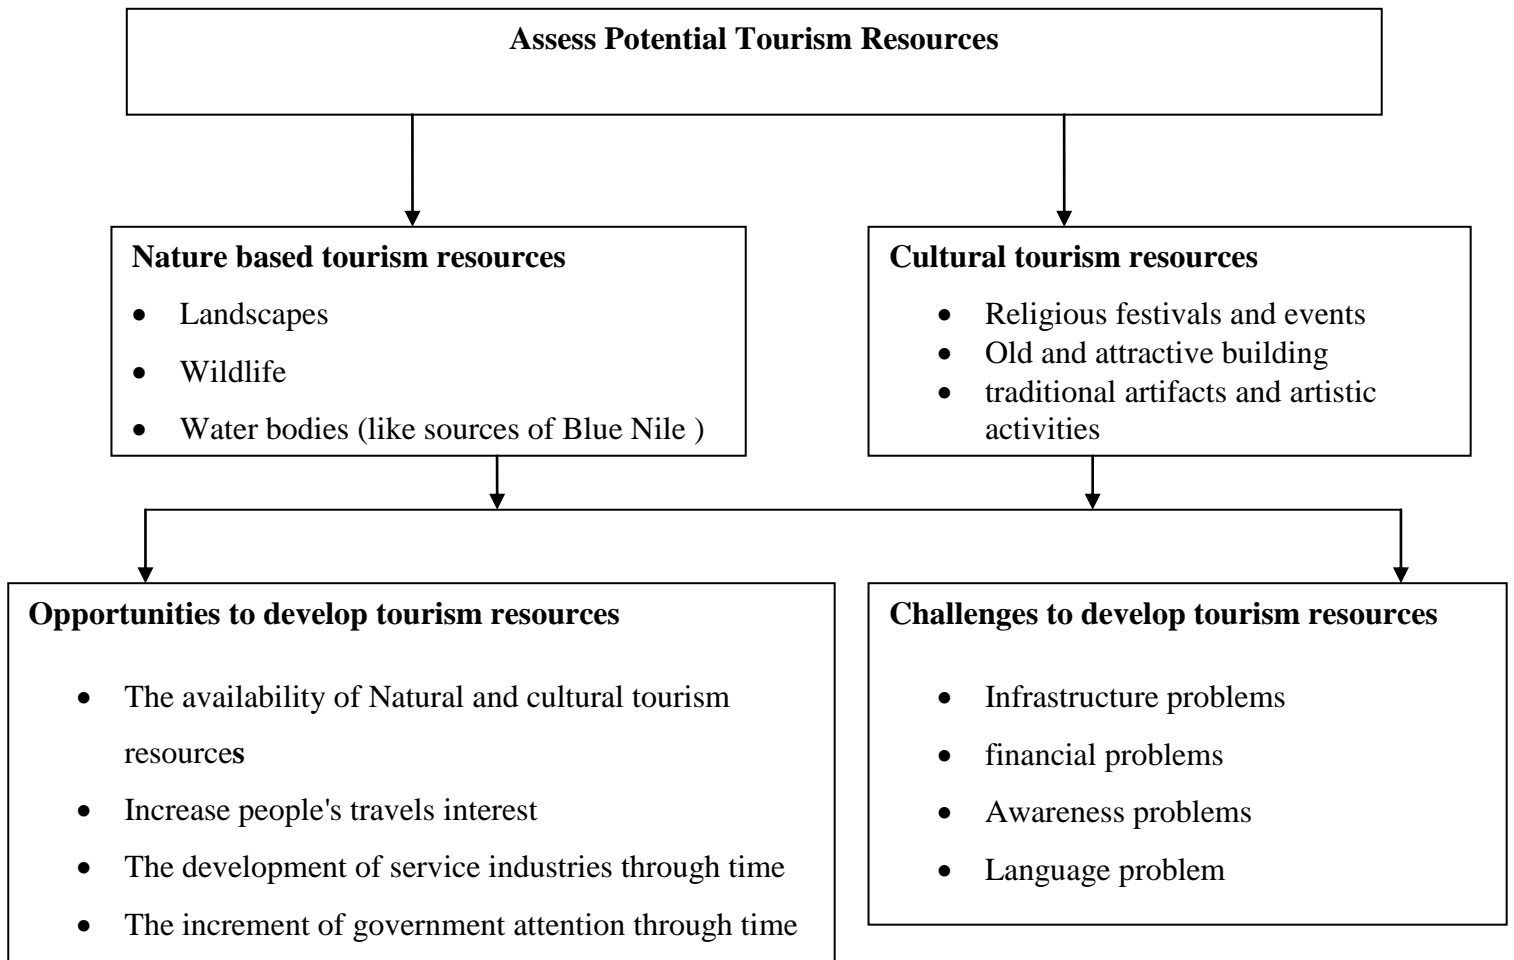 Assess Potential Tourism Resources
Nature based tourism resources
• Landscapes
• Wildlife
• Water bodies (like sources of Blue Nile )
Cultural tourism resources
• Religious festivals and events
• Old and attractive building
• traditional artifacts and artistic
activities
Opportunities to develop tourism resources
• The availability of Natural and cultural tourism
resources
• Increase people's travels interest
• The development of service industries through time
• The increment of government attention through time
Challenges to develop tourism resources
• Infrastructure problems
• financial problems
• Awareness problems
• Language problem